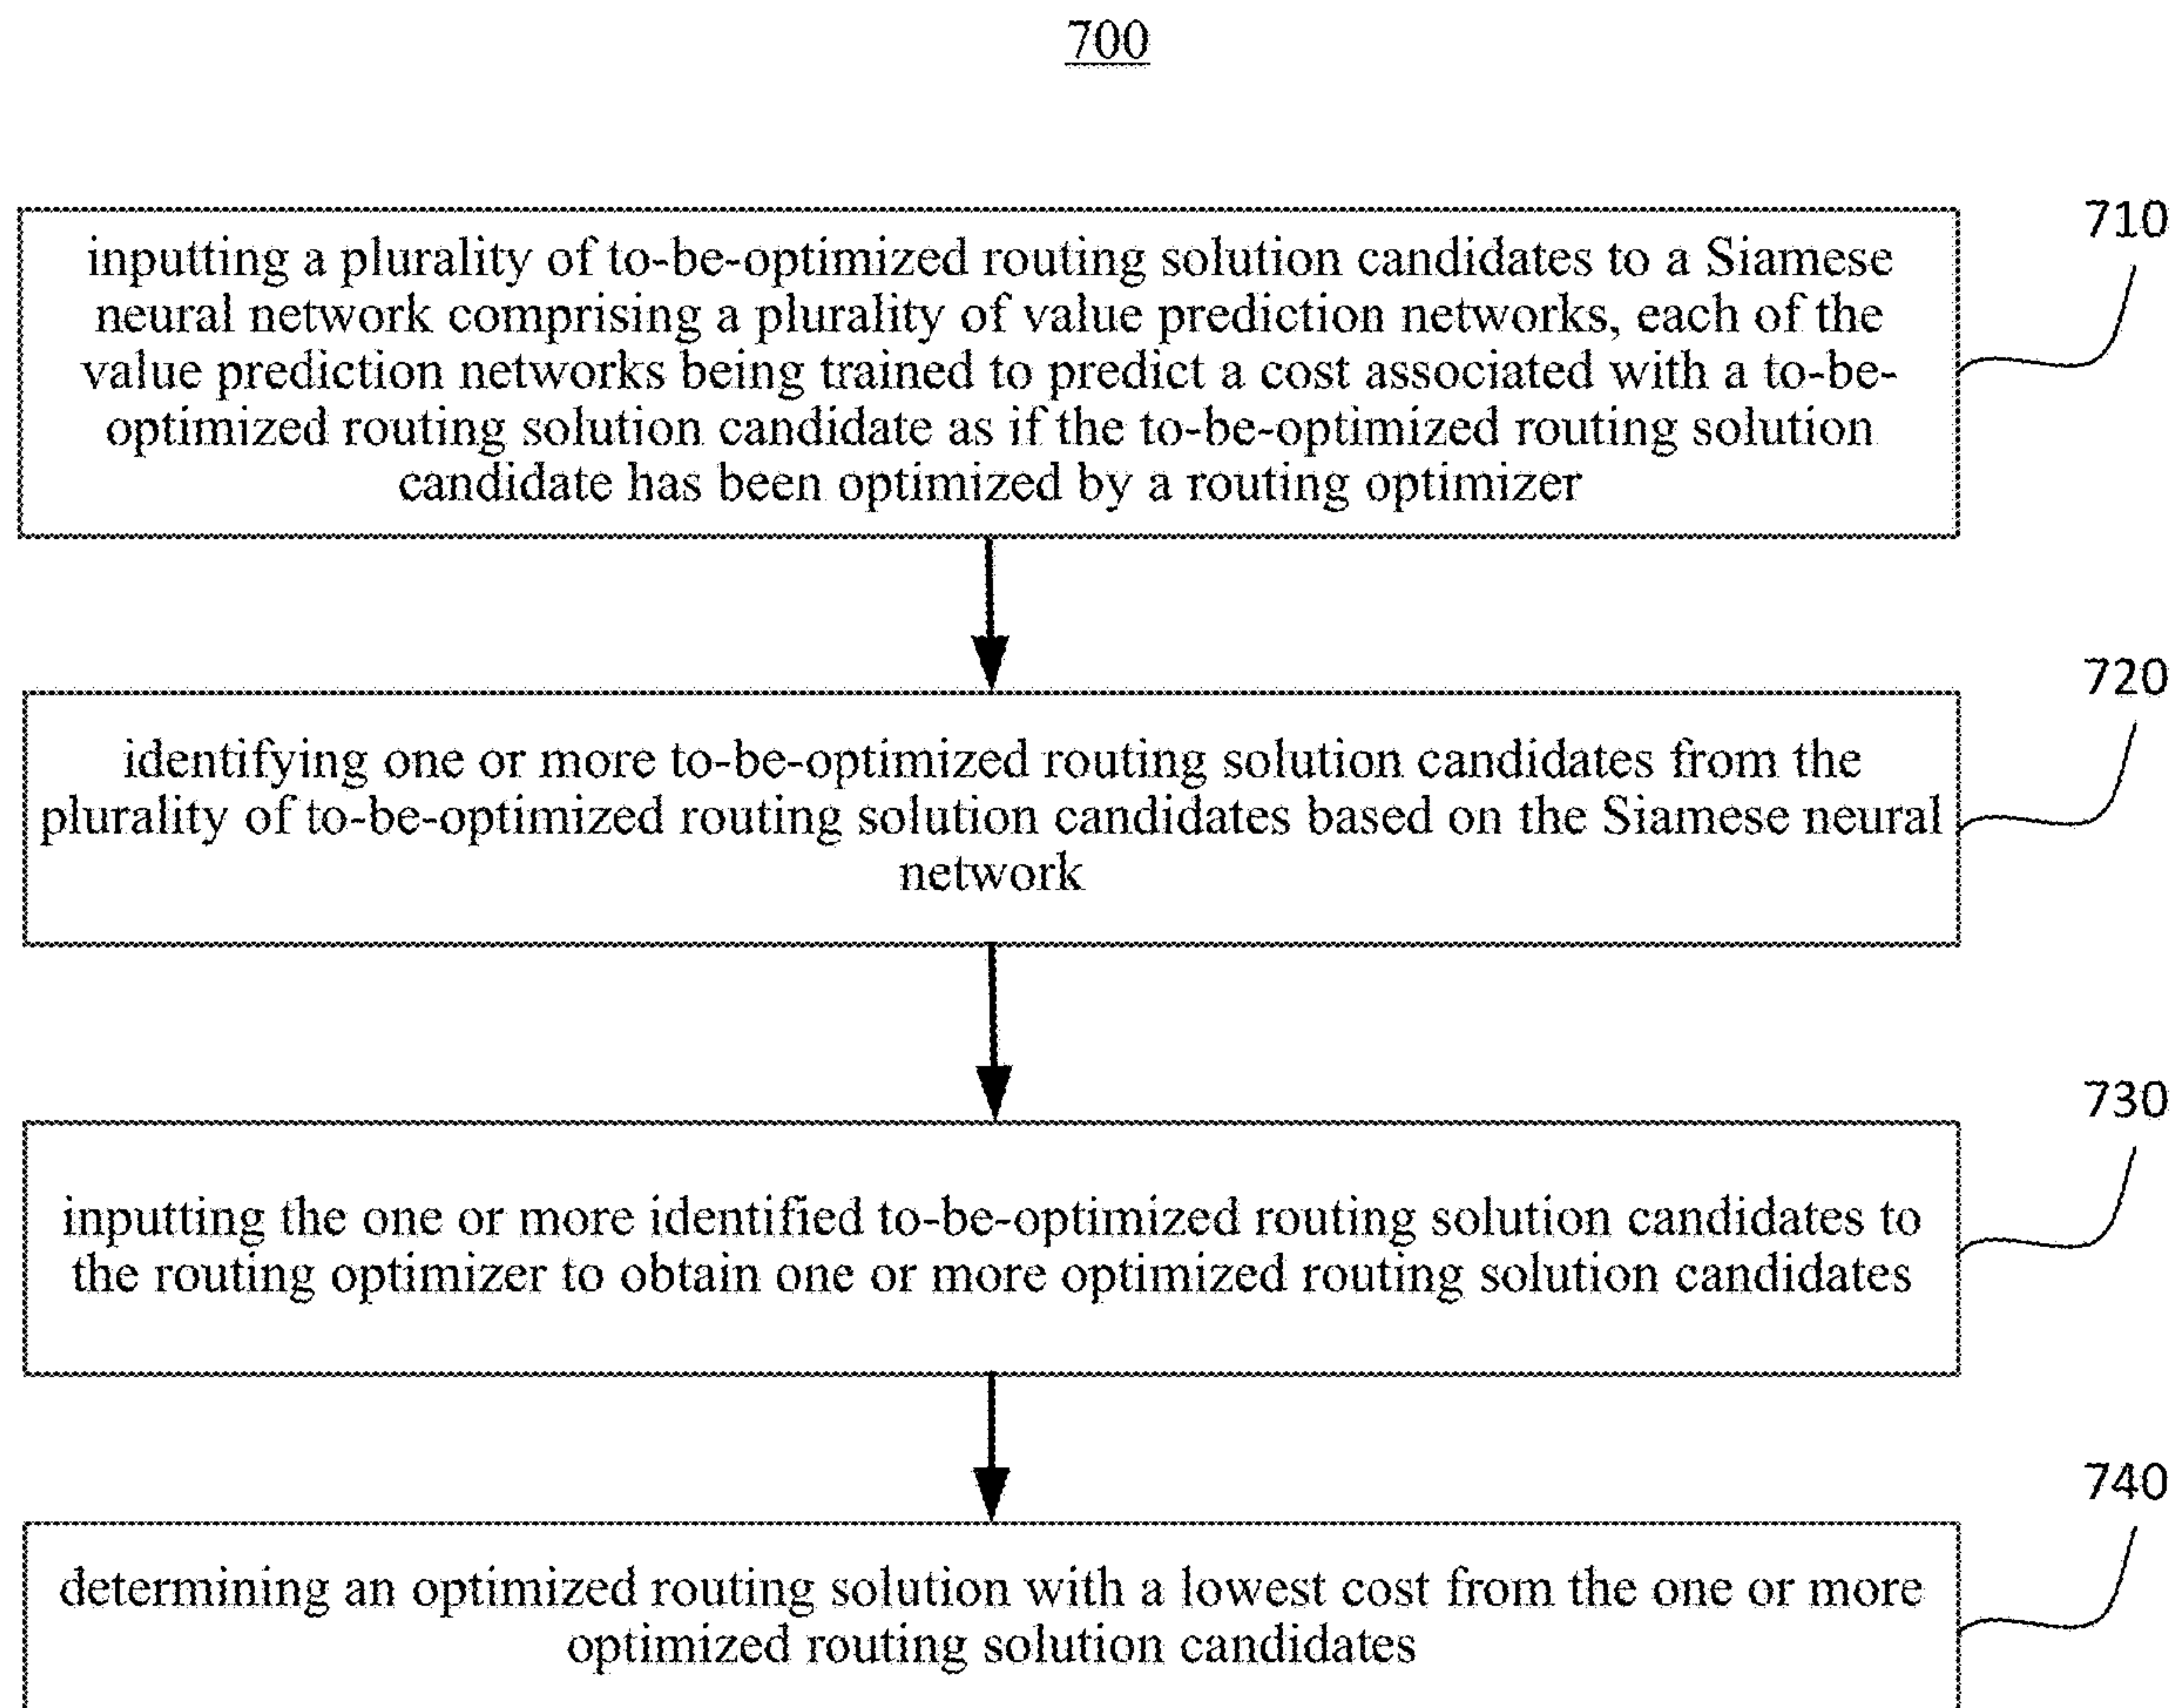 700
710
inputting a plurality of to-be-optimized routing solution candidates to a Siamese
neural network comprising a plurality of value prediction networks, each of the
value prediction networks being trained to predict a cost associated with a to-be-
optimized routing solution candidate as if the to-be-optimized routing solution
candidate has been optimized by a routing optimizer
720
identifying one or more to-be-optimized routing solution candidates from the
plurality of to-be-optimized routing solution candidates based on the Siamese neural
network
730
inputting the one or more identified to-be-optimized routing solution candidates to
the routing optimizer to obtain one or more optimized routing solution candidates
740
determining an optimized routing solution with a lowest cost from the one or more
optimized routing solution candidates